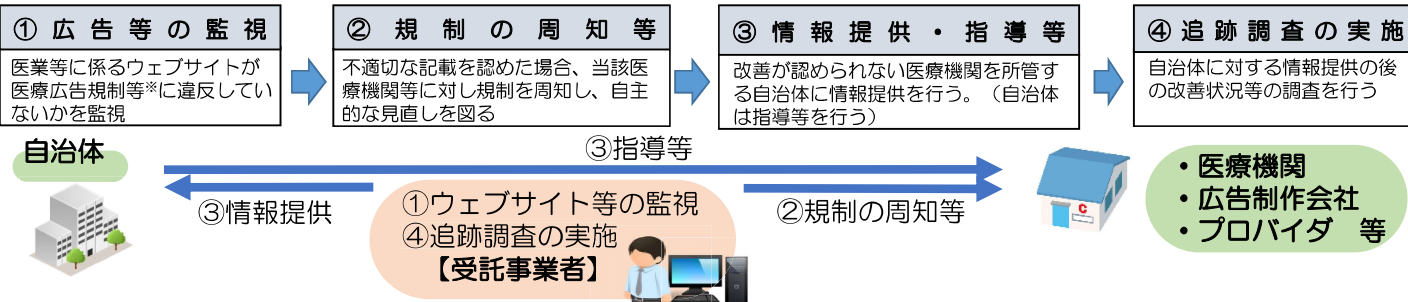 ①広告等の監視
医業等に係るウェブサイトが
医療広告規制等※に違反してい
ないかを監視
②規制の周知等
不適切な記載を認めた場合、当該医
療機関等に対し規制を周知し、自主
的な見直しを図る
③情報提供・指導等
改善が認められない医療機関を所管す
る自治体に情報提供を行う。（自治体
は指導等を行う）
④追跡調査の実施
自治体に対する情報提供の後
の改善状況等の調査を行う
自治体
③指導等
③情報提供
①ウェブサイト等の監視
④追跡調査の実施
【受託事業者】
②規制の周知等
C
・医療機関
・広告制作会社
・プロバイダ 等